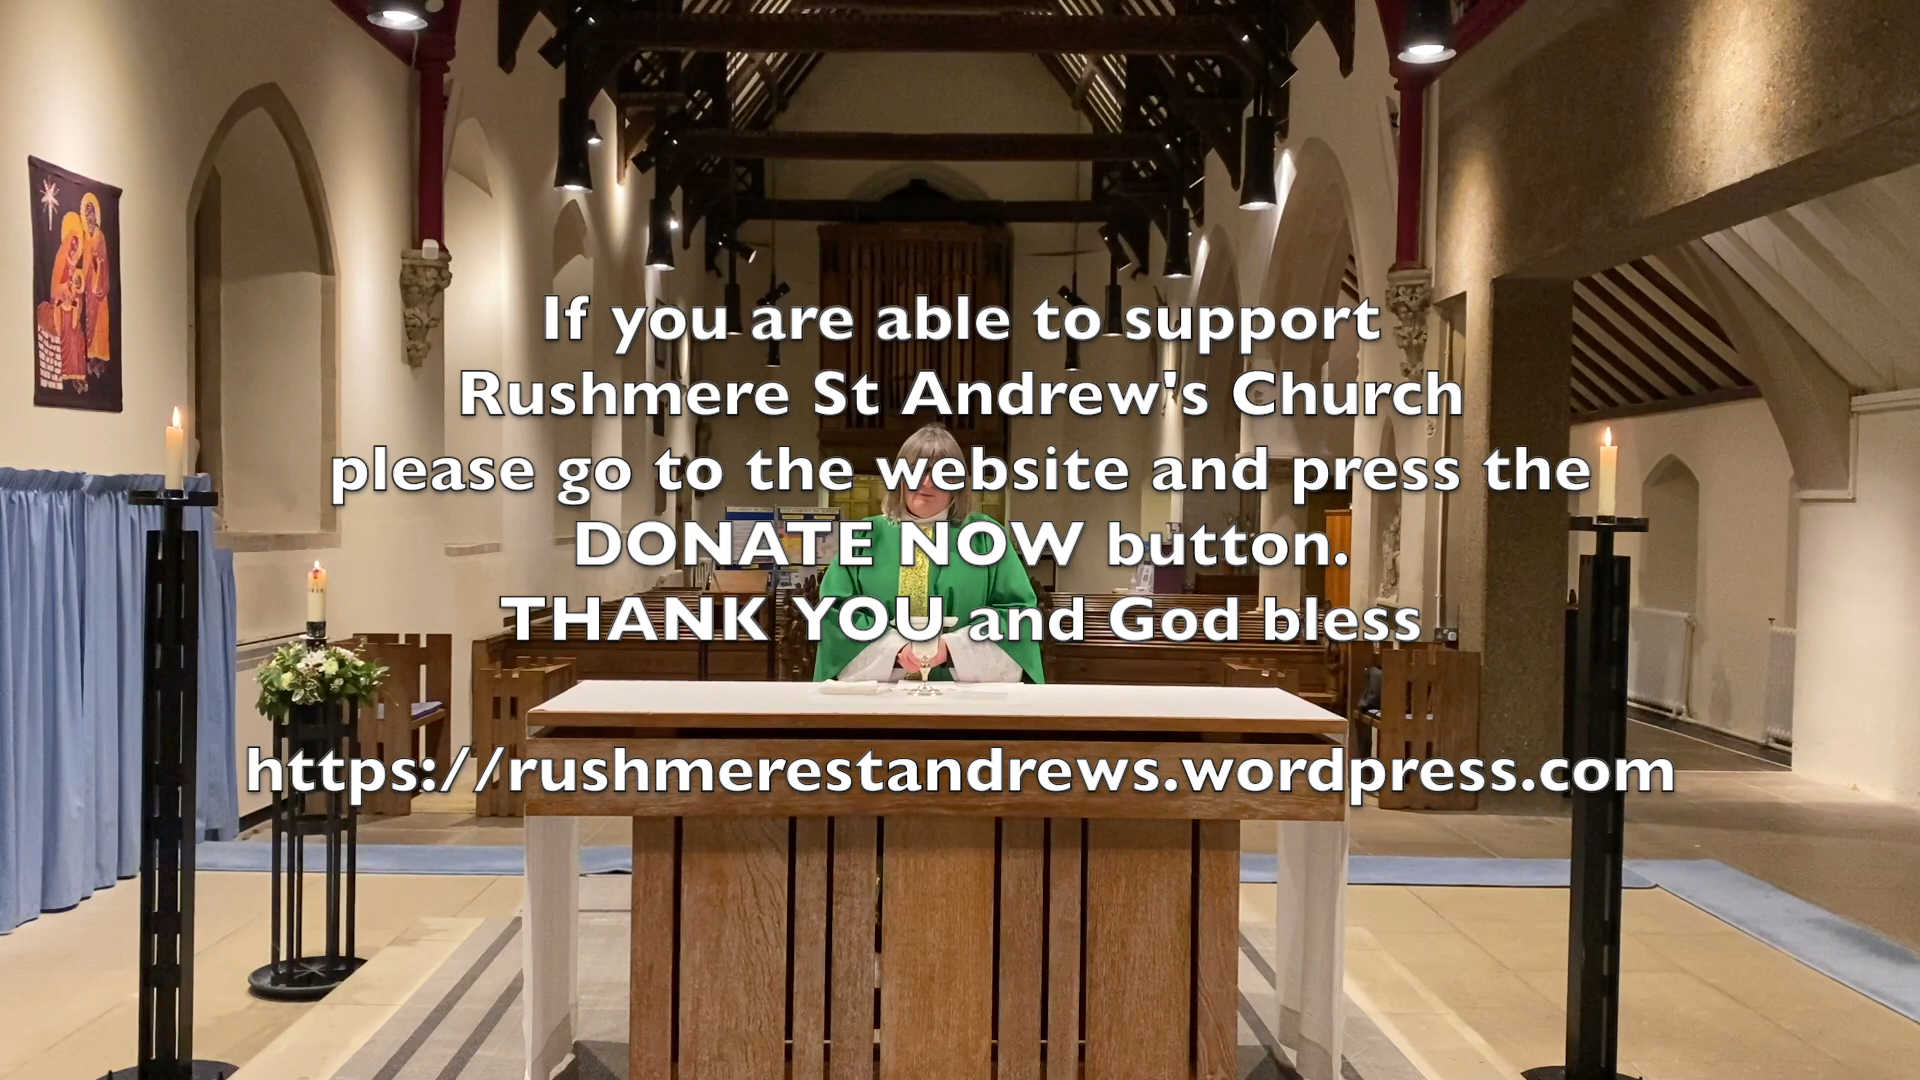 If you are able to support
Rushmere St Andrew's Church
please go to the website and press the
DONATE NOW button.
THANK YOU and God bless
https://rushmerestandrews.wordpress.com